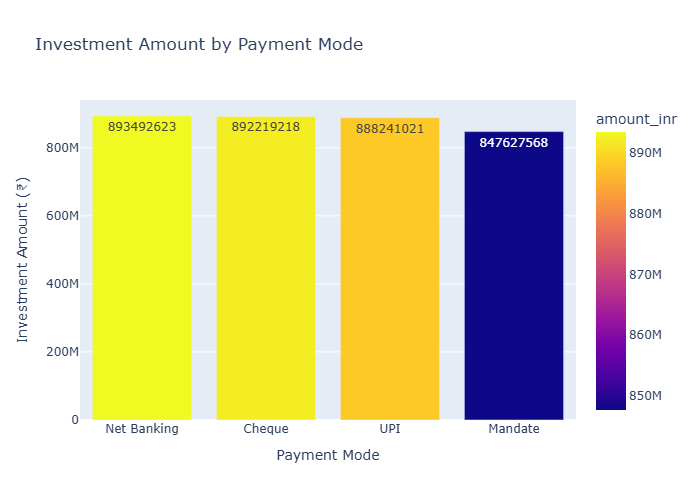 Investment Amount by Payment Mode
amount_inr
893492623
892219218
888241021
847627568
890M
880M
870M
860M
850M
800M
600M
400M
200M
0
Investment Amount (₹)
Net Banking
Cheque
UPI
Mandate
Payment Mode